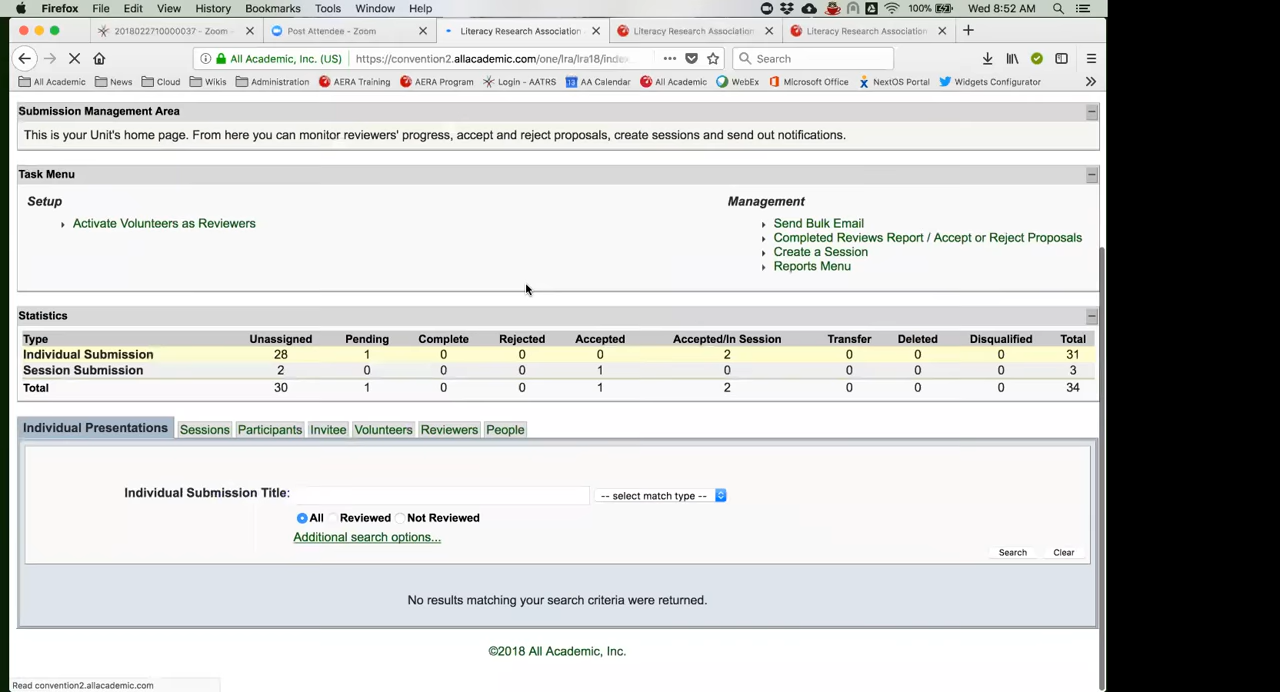 Firefox File Edit View History Bookmarks Tools Window Help 100% Wed 8:52 AM
2018022710000037 - Zoom Post Attendee - Zoom Literacy Research Association Literacy Research Association Literacy Research Association
All Academic, Inc. (US) https://convention2.allacademic.com/one/lra/lra18/index Search
All Academic News Cloud Wikis Administration AERA Training AERA Program Login - AATRS AA Calendar All Academic WebEx Microsoft Office NextOS Portal Widgets Configurator
Submission Management Area
This is your Unit's home page. From here you can monitor reviewers' progress, accept and reject proposals, create sessions and send out notifications.
Task Menu
Setup Management
Activate Volunteers as Reviewers Send Bulk Email
Completed Reviews Report / Accept or Reject Proposals
Create a Session
Reports Menu
Statistics
Type Unassigned Pending Complete Rejected Accepted Accepted/In Session Transfer Deleted Disqualified Total
Individual Submission 28 1 0 0 0 2 0 0 0 31
Session Submission 2 0 0 0 1 0 0 0 0 3
Total 30 1 0 0 1 2 0 0 0 34
Individual Presentations Sessions Participants Invitee Volunteers Reviewers People
Individual Submission Title: -- select match type --
All Reviewed Not Reviewed
Additional search options...
Search Clear
No results matching your search criteria were returned.
©2018 All Academic, Inc.
Read convention2.allacademic.com